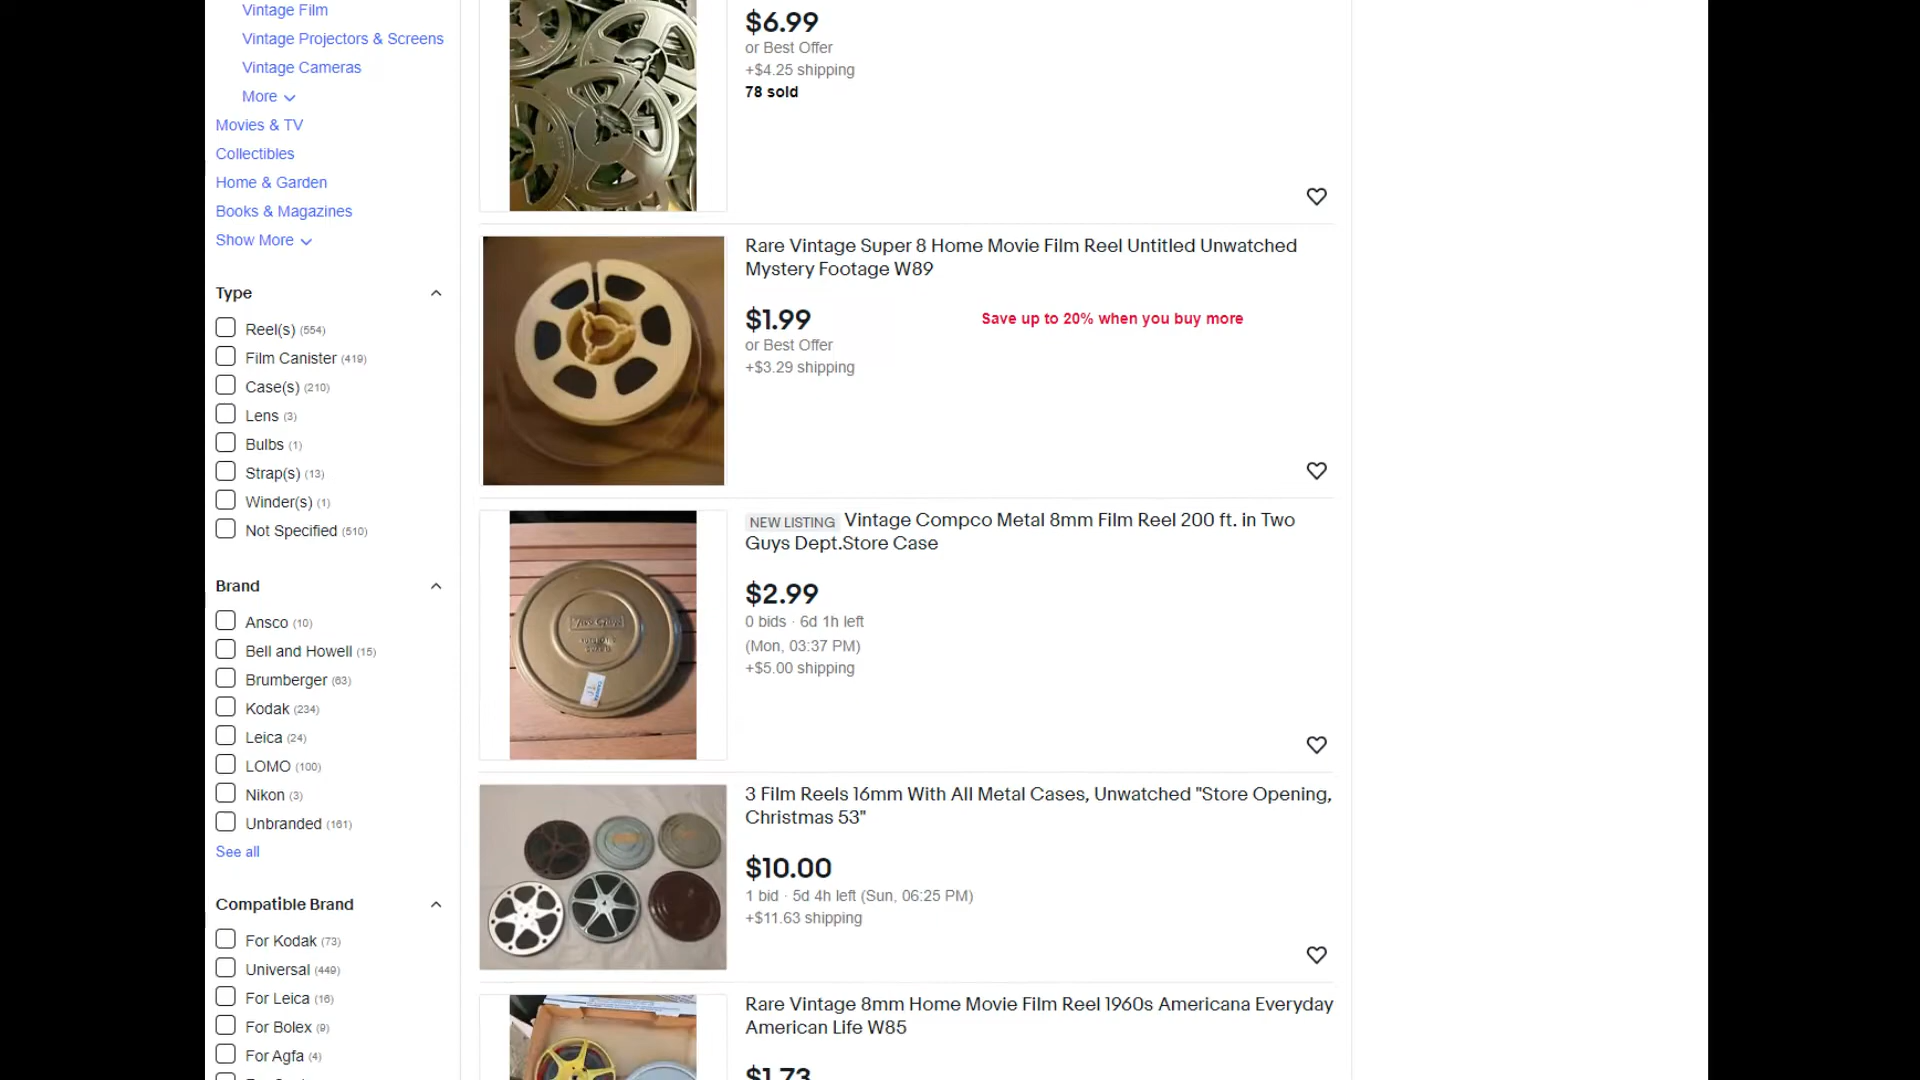 Vintage Film
Vintage Projectors & Screens
Vintage Cameras
More
Movies & TV
Collectibles
Home & Garden
Books & Magazines
Show More
Type
Reel(s) (554)
Film Canister (419)
Case(s) (210)
Lens (3)
Bulbs (1)
Strap(s) (13)
Winder(s) (1)
Not Specified (510)
Brand
Ansco (10)
Bell and Howell (15)
Brumberger (63)
Kodak (234)
Leica (24)
LOMO (100)
Nikon (3)
Unbranded (161)
See all
Compatible Brand
For Kodak (73)
Universal (449)
For Leica (16)
For Bolex (9)
For Agfa (4)
$6.99
or Best Offer
+$4.25 shipping
78 sold
Rare Vintage Super 8 Home Movie Film Reel Untitled Unwatched
Mystery Footage W89
$1.99
Save up to 20% when you buy more
or Best Offer
+$3.29 shipping
NEW LISTING Vintage Compco Metal 8mm Film Reel 200 ft. in Two
Guys Dept.Store Case
$2.99
0 bids · 6d 1h left
(Mon, 03:37 PM)
+$5.00 shipping
3 Film Reels 16mm With All Metal Cases, Unwatched "Store Opening,
Christmas 53"
$10.00
1 bid · 5d 4h left (Sun, 06:25 PM)
+$11.63 shipping
Rare Vintage 8mm Home Movie Film Reel 1960s Americana Everyday
American Life W85
$1.73